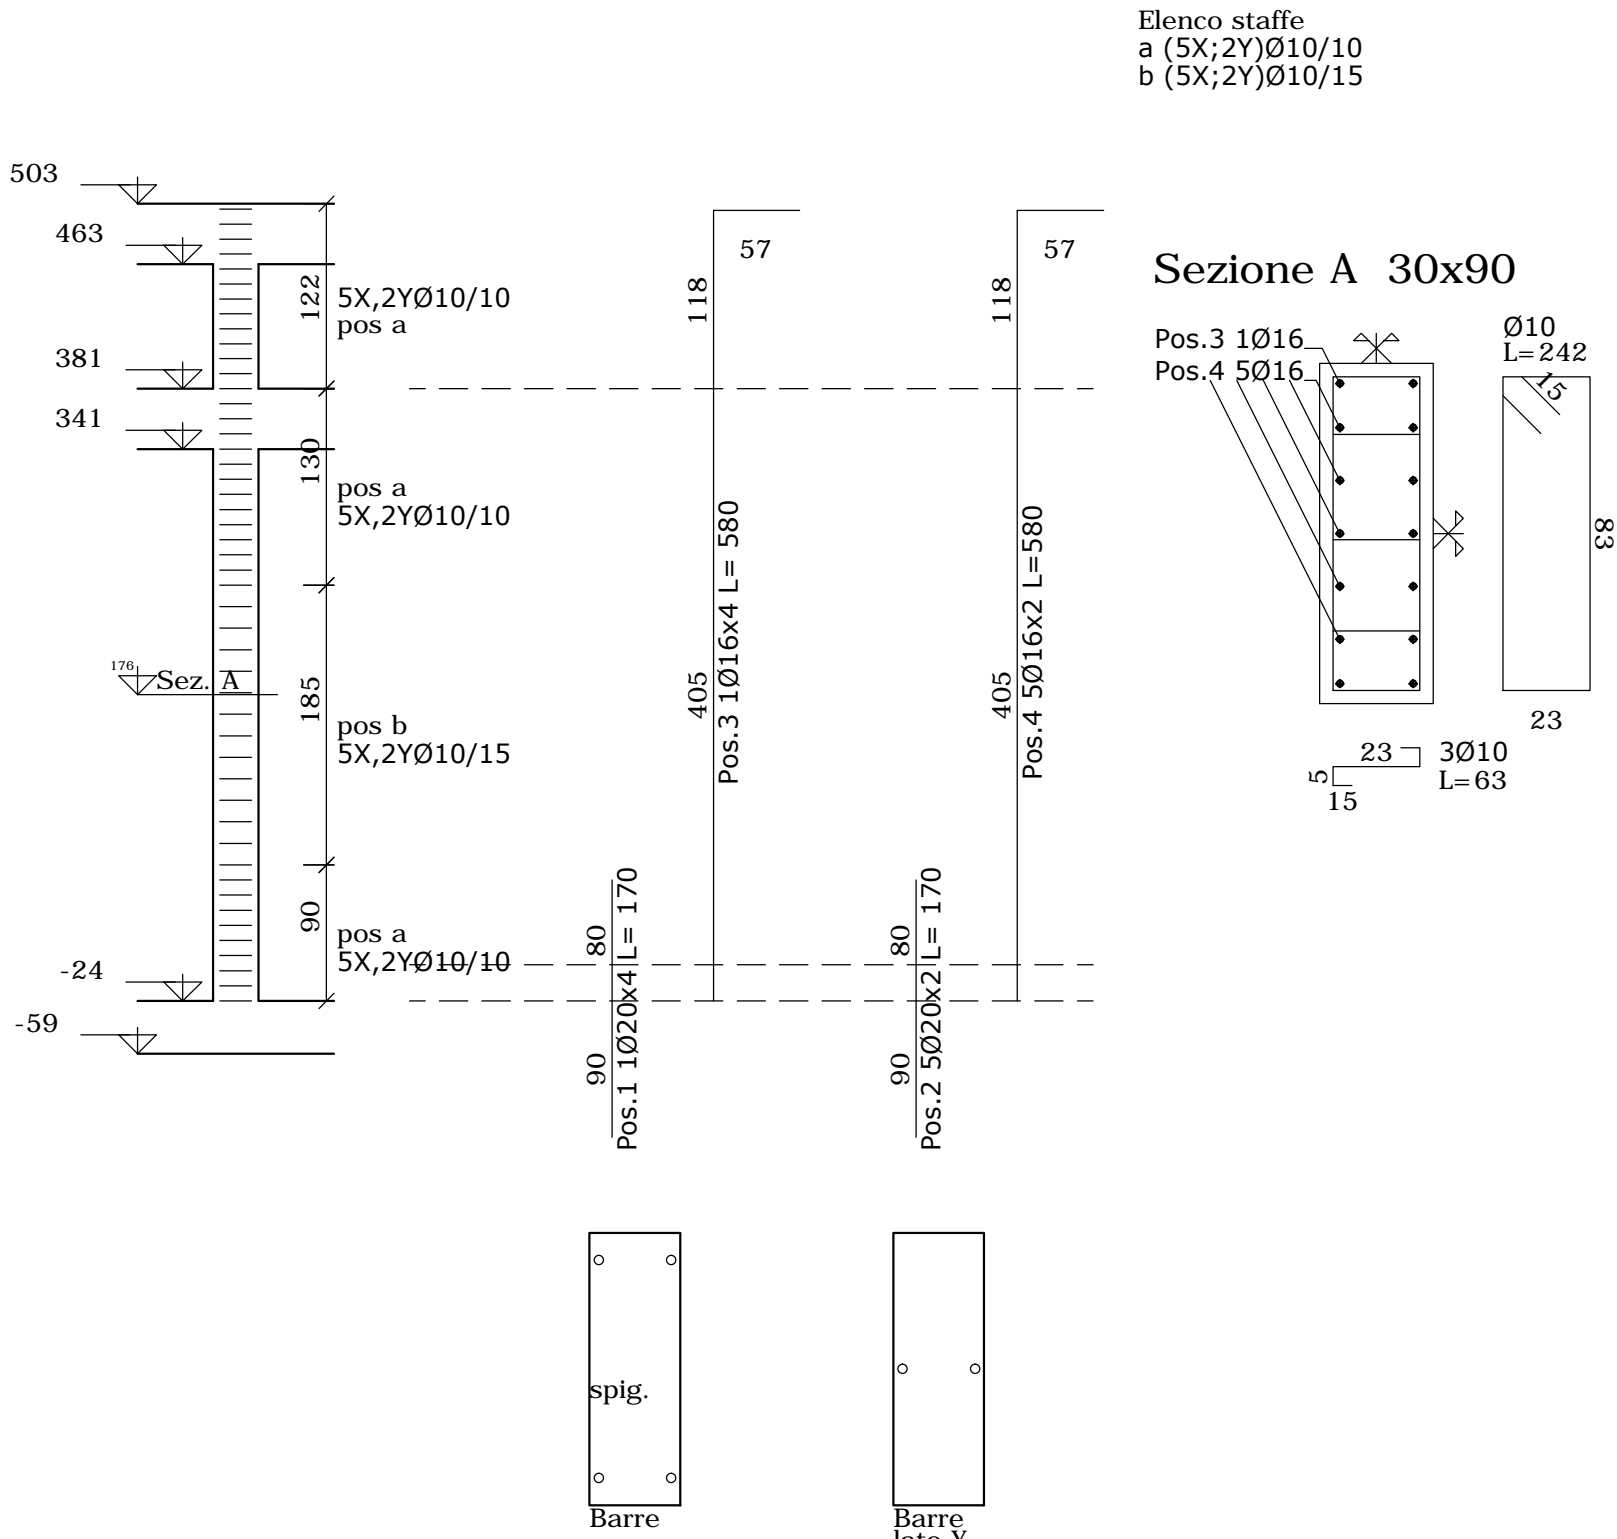 Elenco staffe
a (5X;2Y)Ø10/10
b (5X;2Y)Ø10/15
503
463
381
341
176
Sez. A
-24
-59
122
5X,2YØ10/10
pos a
130
pos a
5X,2YØ10/10
185
pos b
5X,2YØ10/15
90
pos a
5X,2YØ10/10
57
118
405
Pos.3 1Ø16x4 L= 580
57
118
405
Pos.4 5Ø16x2 L=580
80
90
Pos.1 1Ø20x4 L= 170
80
90
Pos.2 5Ø20x2 L= 170
Sezione A 30x90
Pos.3 1Ø16
Pos.4 5Ø16
Ø10
L=242
15
83
23
23
3Ø10
L=63
5
15
spig.
Barre
Barre
lato Y